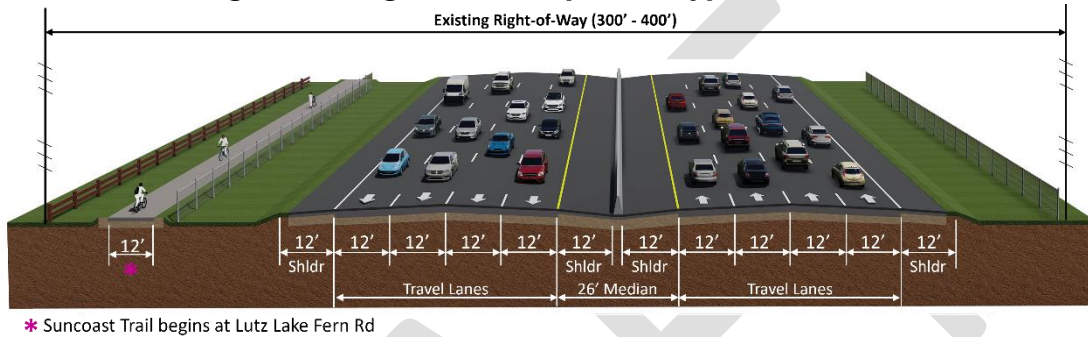 Existing Right-of-Way (300' - 400')
12' 12' 12' 12' 12' 12' 12' 12' 12' 12' 12' 12' 12'
* Shldr Shldr Shldr Shldr
Travel Lanes 26' Median Travel Lanes
* Suncoast Trail begins at Lutz Lake Fern Rd